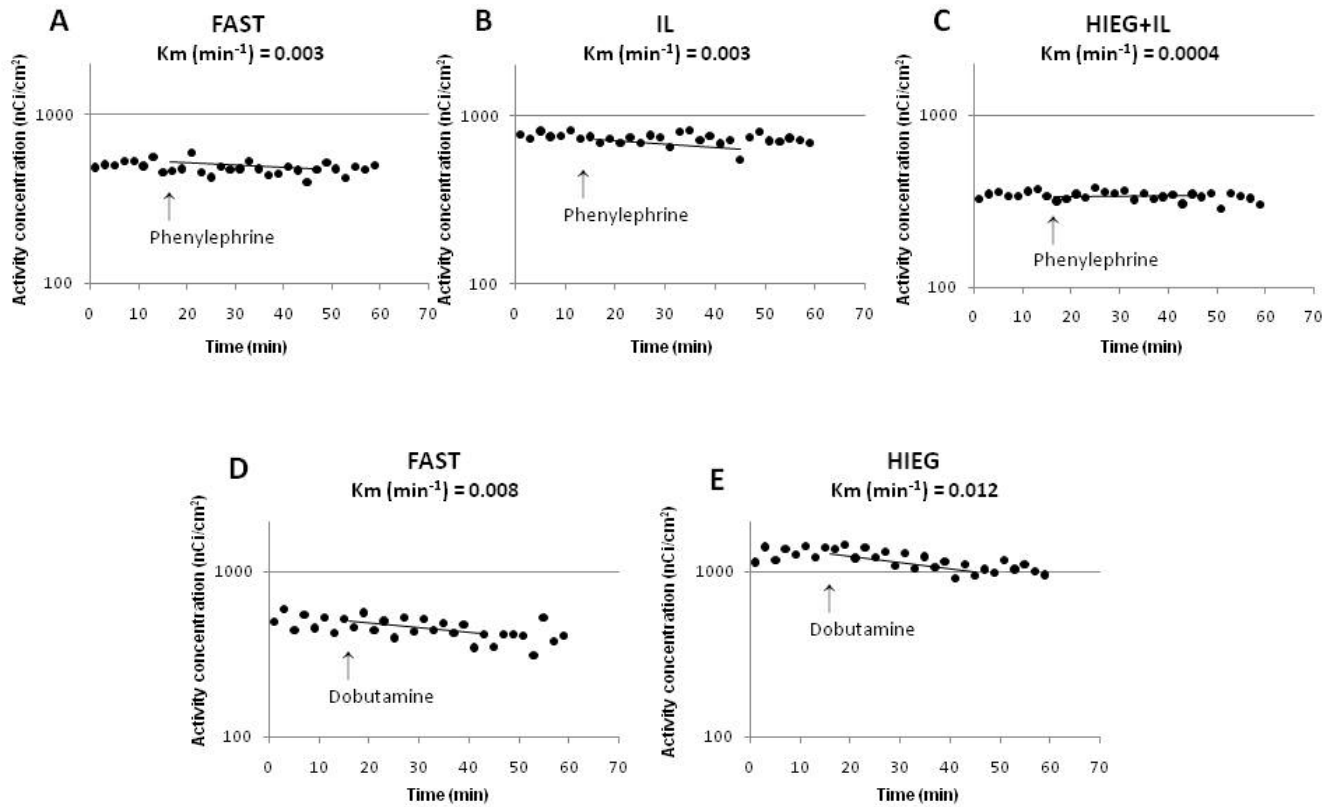 A
FAST
Km (min⁻¹) = 0.003
Activity concentration (nCi/cm²)
1000
100
0 10 20 30 40 50 60 70
Phenylephrine
Time (min)
B
IL
Km (min⁻¹) = 0.003
Activity concentration (nCi/cm²)
1000
100
0 10 20 30 40 50 60 70
Phenylephrine
Time (min)
C
HIEG+IL
Km (min⁻¹) = 0.0004
Activity concentration (nCi/cm²)
1000
100
0 10 20 30 40 50 60 70
Phenylephrine
Time (min)
D
FAST
Km (min⁻¹) = 0.008
Activity concentration (nCi/cm²)
1000
100
0 10 20 30 40 50 60 70
Dobutamine
Time (min)
E
HIEG
Km (min⁻¹) = 0.012
Activity concentration (nCi/cm²)
1000
100
0 10 20 30 40 50 60 70
Dobutamine
Time (min)